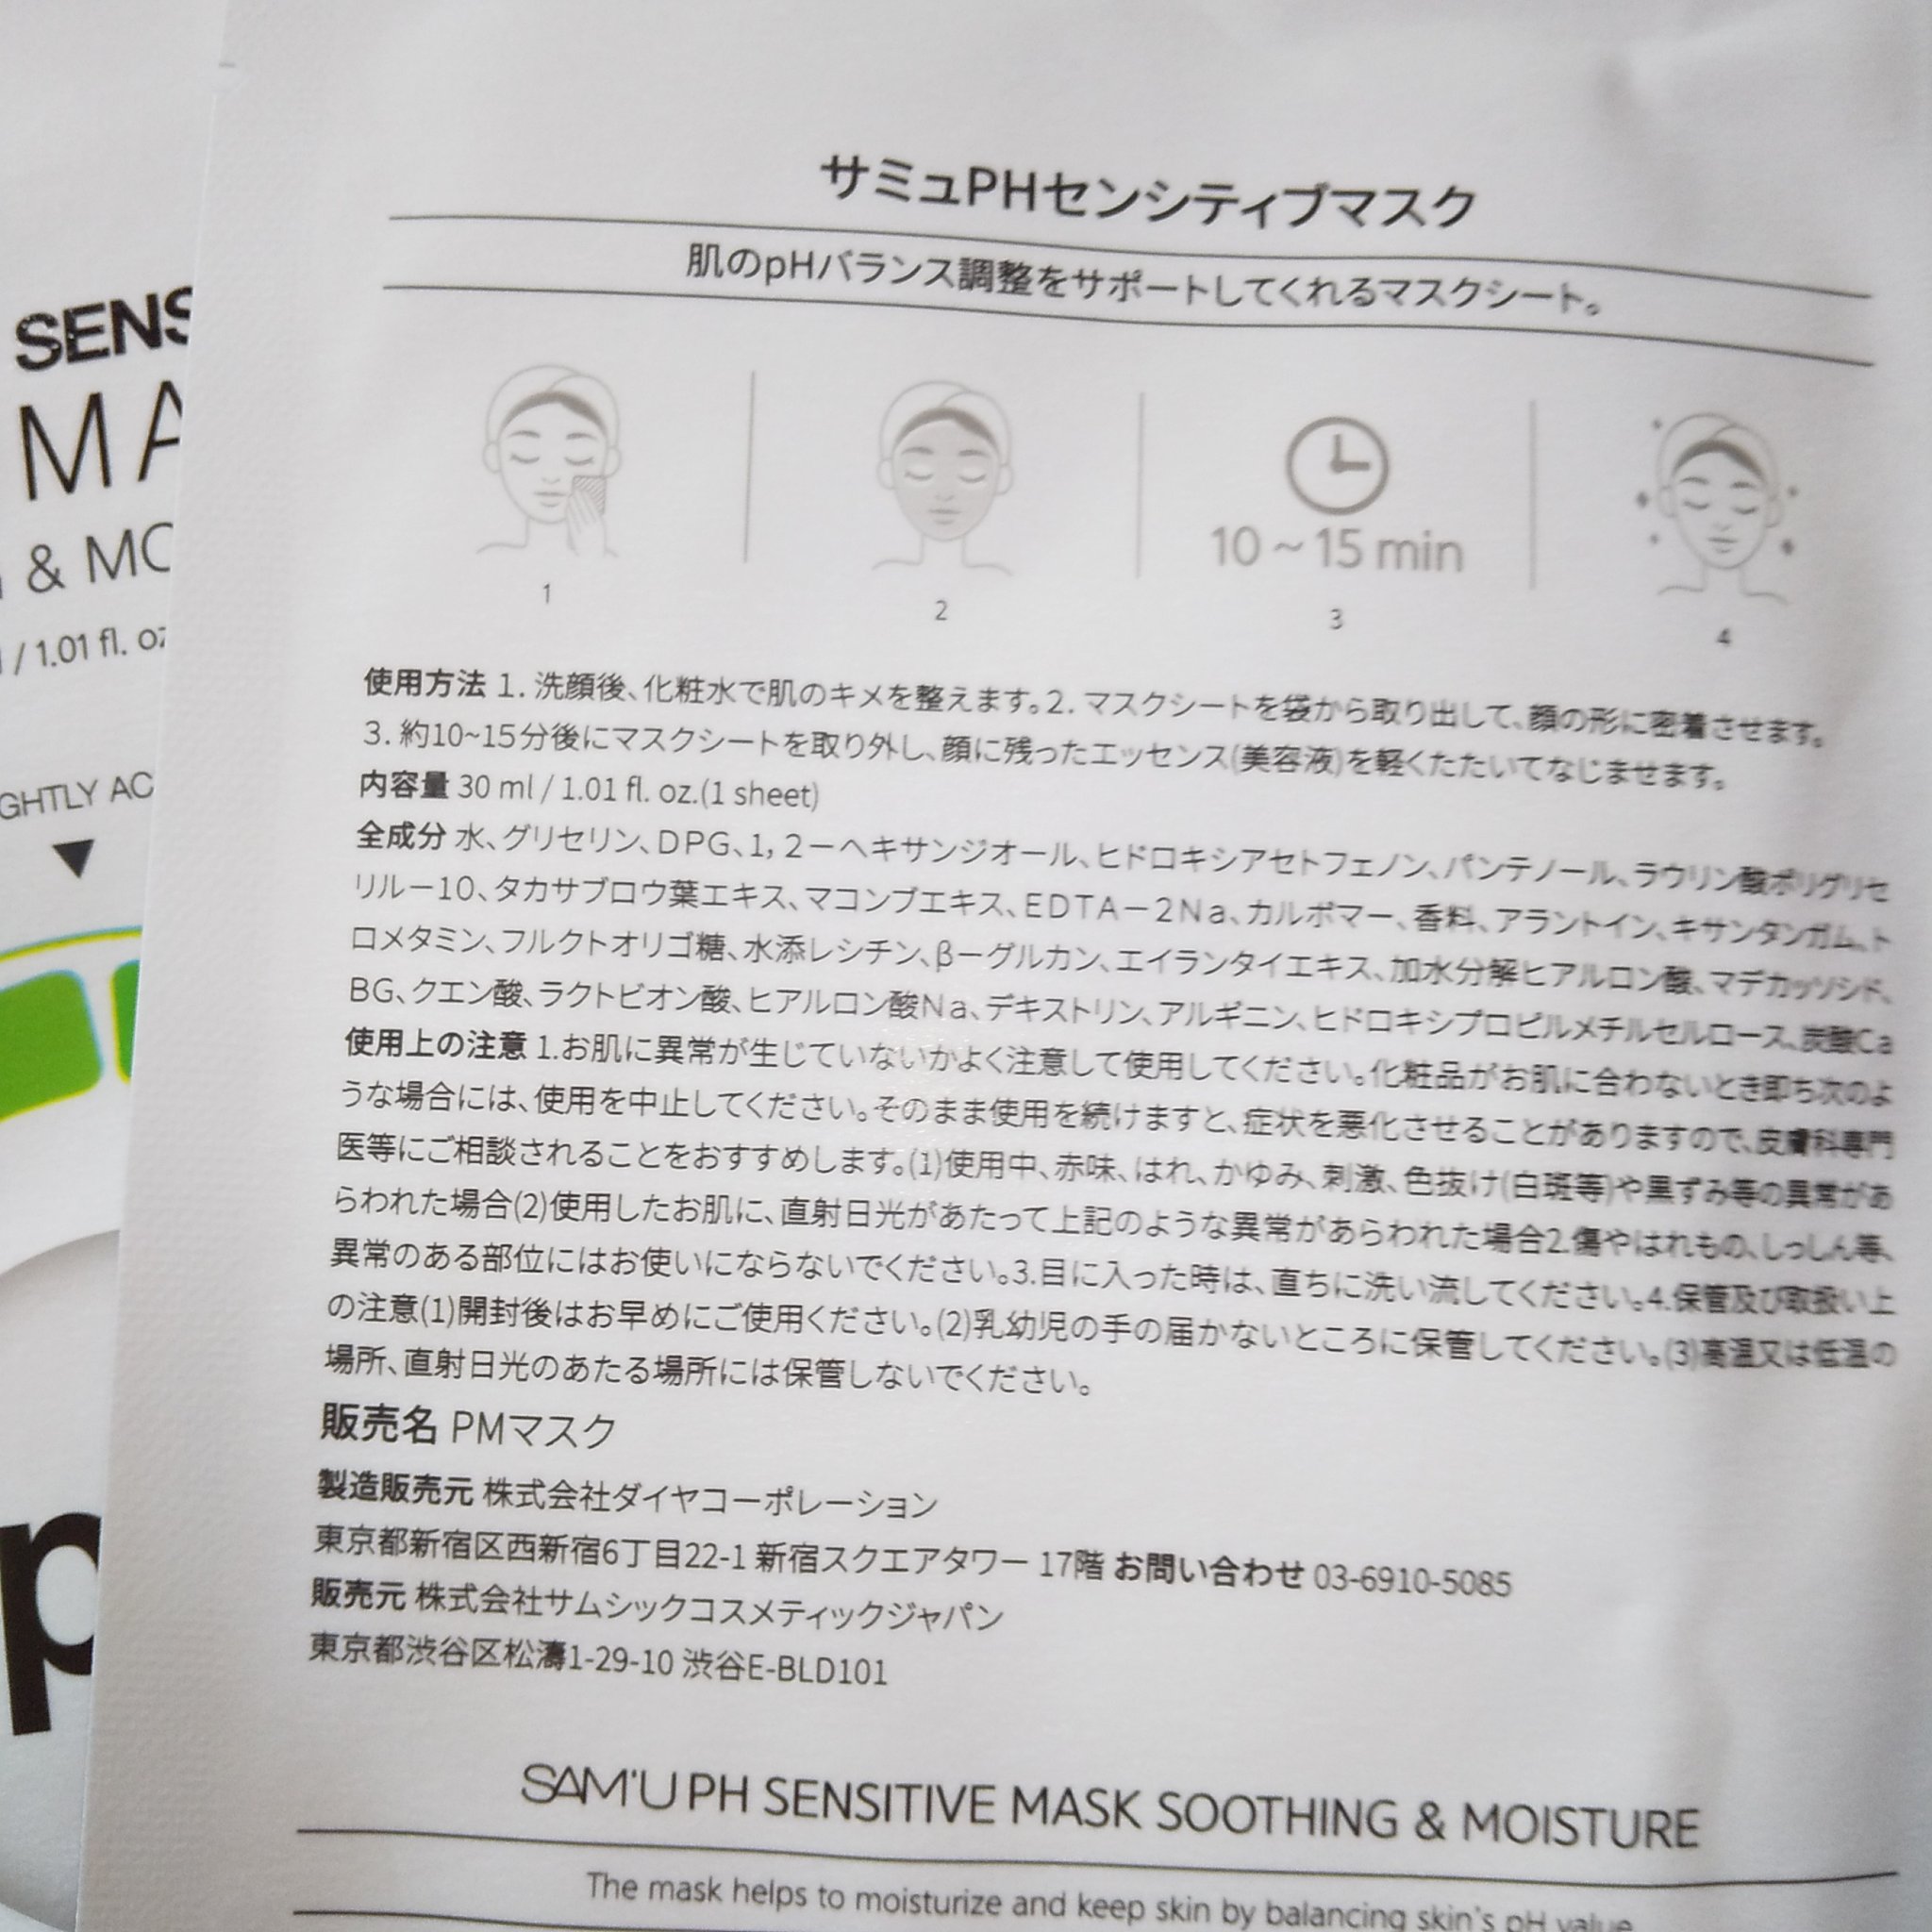 サミュPHセンシティブマスク
肌のpHバランス調整をサポートしてくれるマスクシート。
10 ~ 15 min
1
2
3
4
使用方法 1. 洗顔後、化粧水で肌のキメを整えます。2. マスクシートを袋から取り出して、顔の形に密着させます。
3. 約10~15分後にマスクシートを取り外し、顔に残ったエッセンス(美容液)を軽くたたいてなじませます。
内容量 30 ml / 1.01 fl. oz.(1 sheet)
全成分 水、グリセリン、DPG、1, 2－ヘキサンジオール、ヒドロキシアセトフェノン、パンテノール、ラウリン酸ポリグリセ
リル－10、タカサブロウ葉エキス、マコンブエキス、EDTA－2Na、カルボマー、香料、アラントイン、キサンタンガム、ト
ロメタミン、フルクトオリゴ糖、水添レシチン、β－グルカン、エイランタイエキス、加水分解ヒアルロン酸、マデカッソシド、
BG、クエン酸、ラクトビオン酸、ヒアルロン酸Na、デキストリン、アルギニン、ヒドロキシプロピルメチルセルロース、炭酸Ca
使用上の注意 1.お肌に異常が生じていないかよく注意して使用してください。化粧品がお肌に合わないとき即ち次のよ
うな場合には、使用を中止してください。そのまま使用を続けますと、症状を悪化させることがありますので、皮膚科専門
医等にご相談されることをおすすめします。(1)使用中、赤味、はれ、かゆみ、刺激、色抜け(白斑等)や黒ずみ等の異常があ
らわれた場合(2)使用したお肌に、直射日光があたって上記のような異常があらわれた場合2.傷やはれもの、しっしん等、
異常のある部位にはお使いにならないでください。3.目に入った時は、直ちに洗い流してください。4.保管及び取扱い上
の注意(1)開封後はお早めにご使用ください。(2)乳幼児の手の届かないところに保管してください。(3)高温又は低温の
場所、直射日光のあたる場所には保管しないでください。
販売名 PMマスク
製造販売元 株式会社ダイヤコーポレーション
東京都新宿区西新宿6丁目22-1 新宿スクエアタワー 17階 お問い合わせ 03-6910-5085
販売元 株式会社サムシックコスメティックジャパン
東京都渋谷区松濤1-29-10 渋谷E-BLD101
SAM'U PH SENSITIVE MASK SOOTHING & MOISTURE
The mask helps to moisturize and keep skin by balancing skin's pH value
SENS
MA
& MO
/ 1.01 fl. oz
GHTLY AC
p